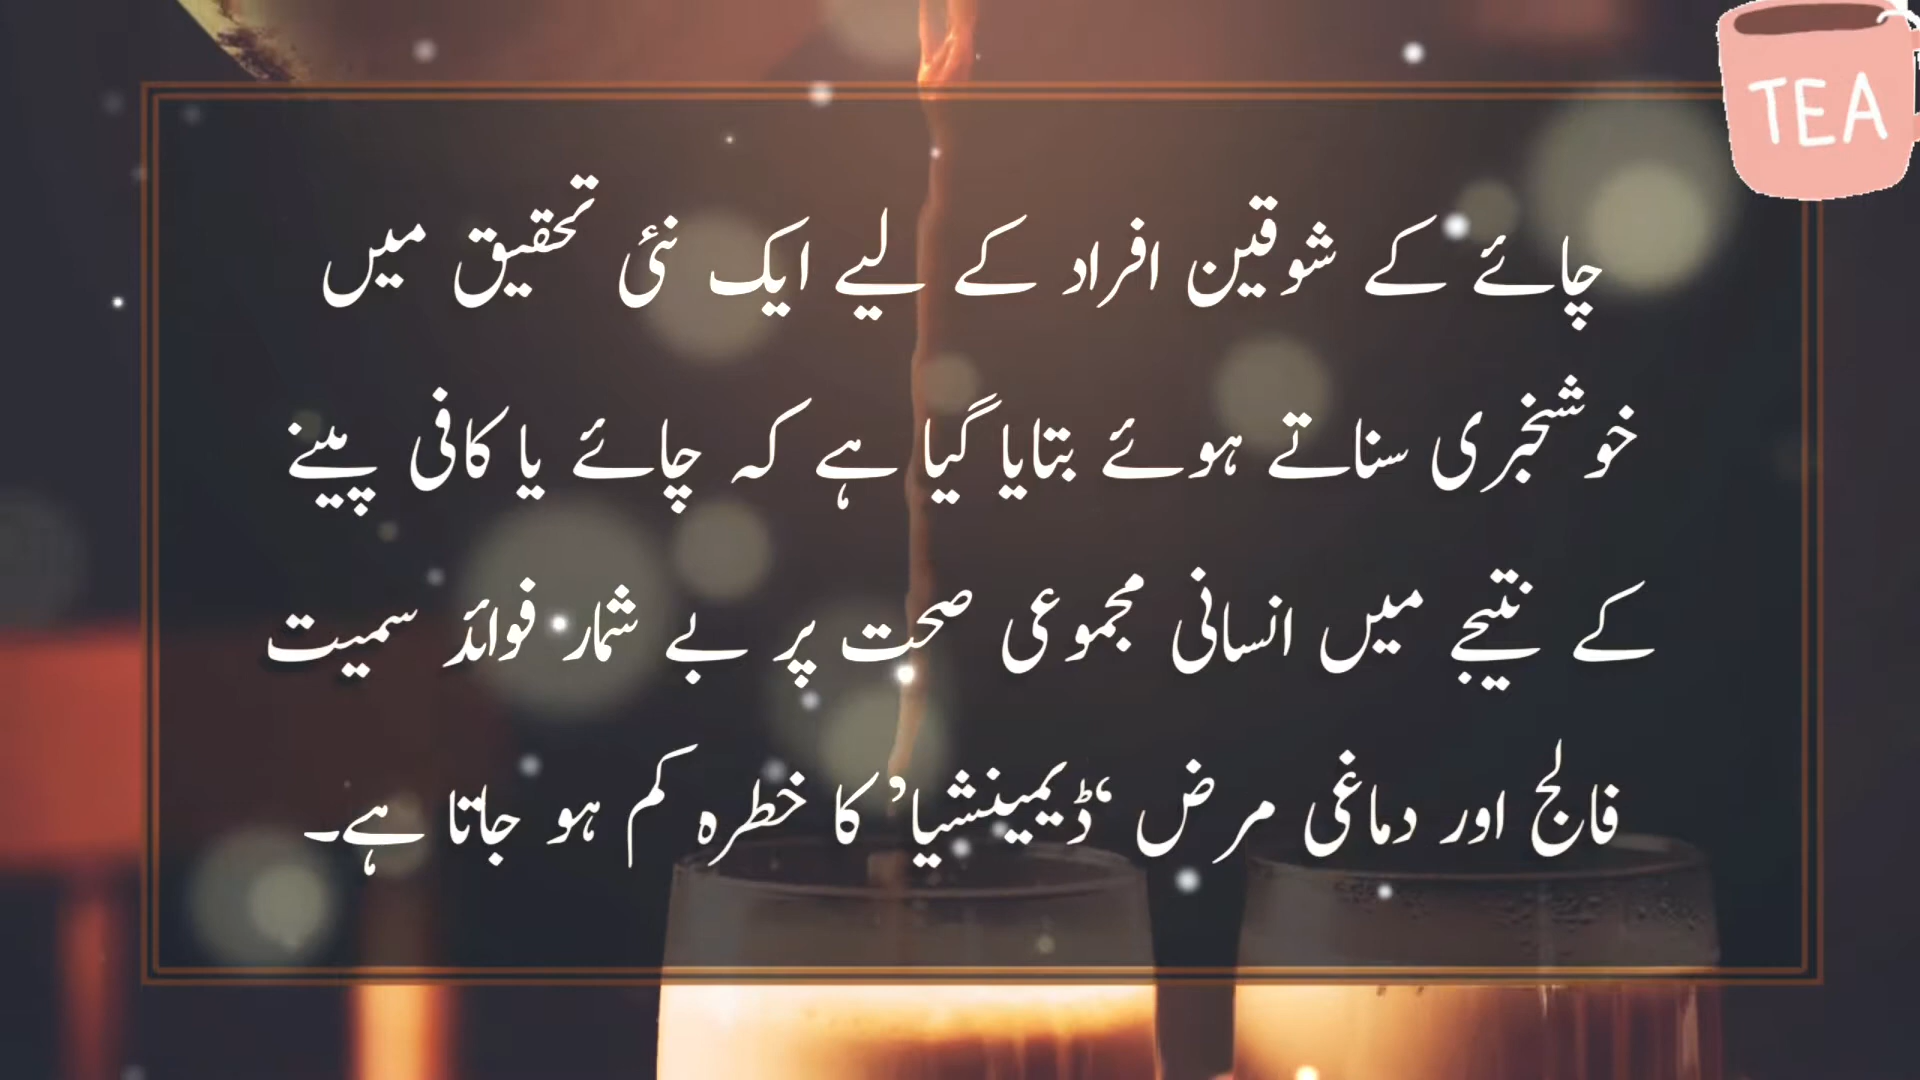 TEA
چائے کے شوقین افراد کے لیے ایک نئی تحقیق میں
خوشخبری سناتے ہوئے بتایا گیا ہے کہ چائے یا کافی پینے
کے نتیجے میں انسانی مجموعی صحت پر بے شمار فوائد سمیت
فالج اور دماغی مرض ‘ڈیمینشیا’ کا خطرہ کم ہو جاتا ہے۔